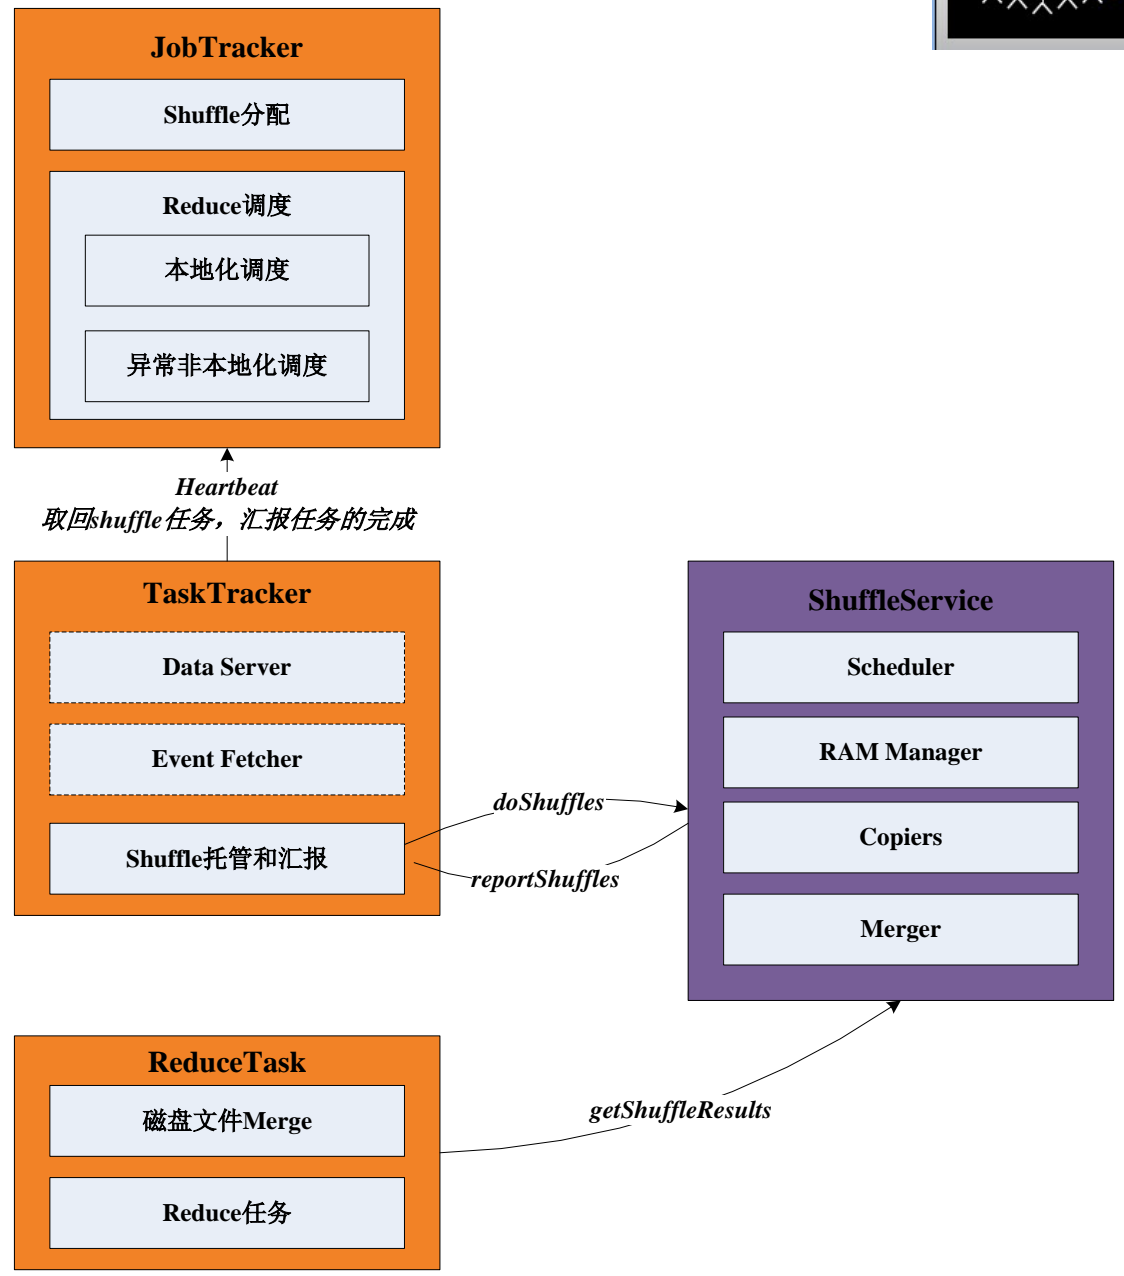 JobTracker
Shuffle分配
Reduce调度
本地化调度
异常非本地化调度
Heartbeat
取回shuffle任务，汇报任务的完成
TaskTracker
Data Server
Event Fetcher
Shuffle托管和汇报
doShuffles
reportShuffles
ShuffleService
Scheduler
RAM Manager
Copiers
Merger
ReduceTask
磁盘文件Merge
Reduce任务
getShuffleResults